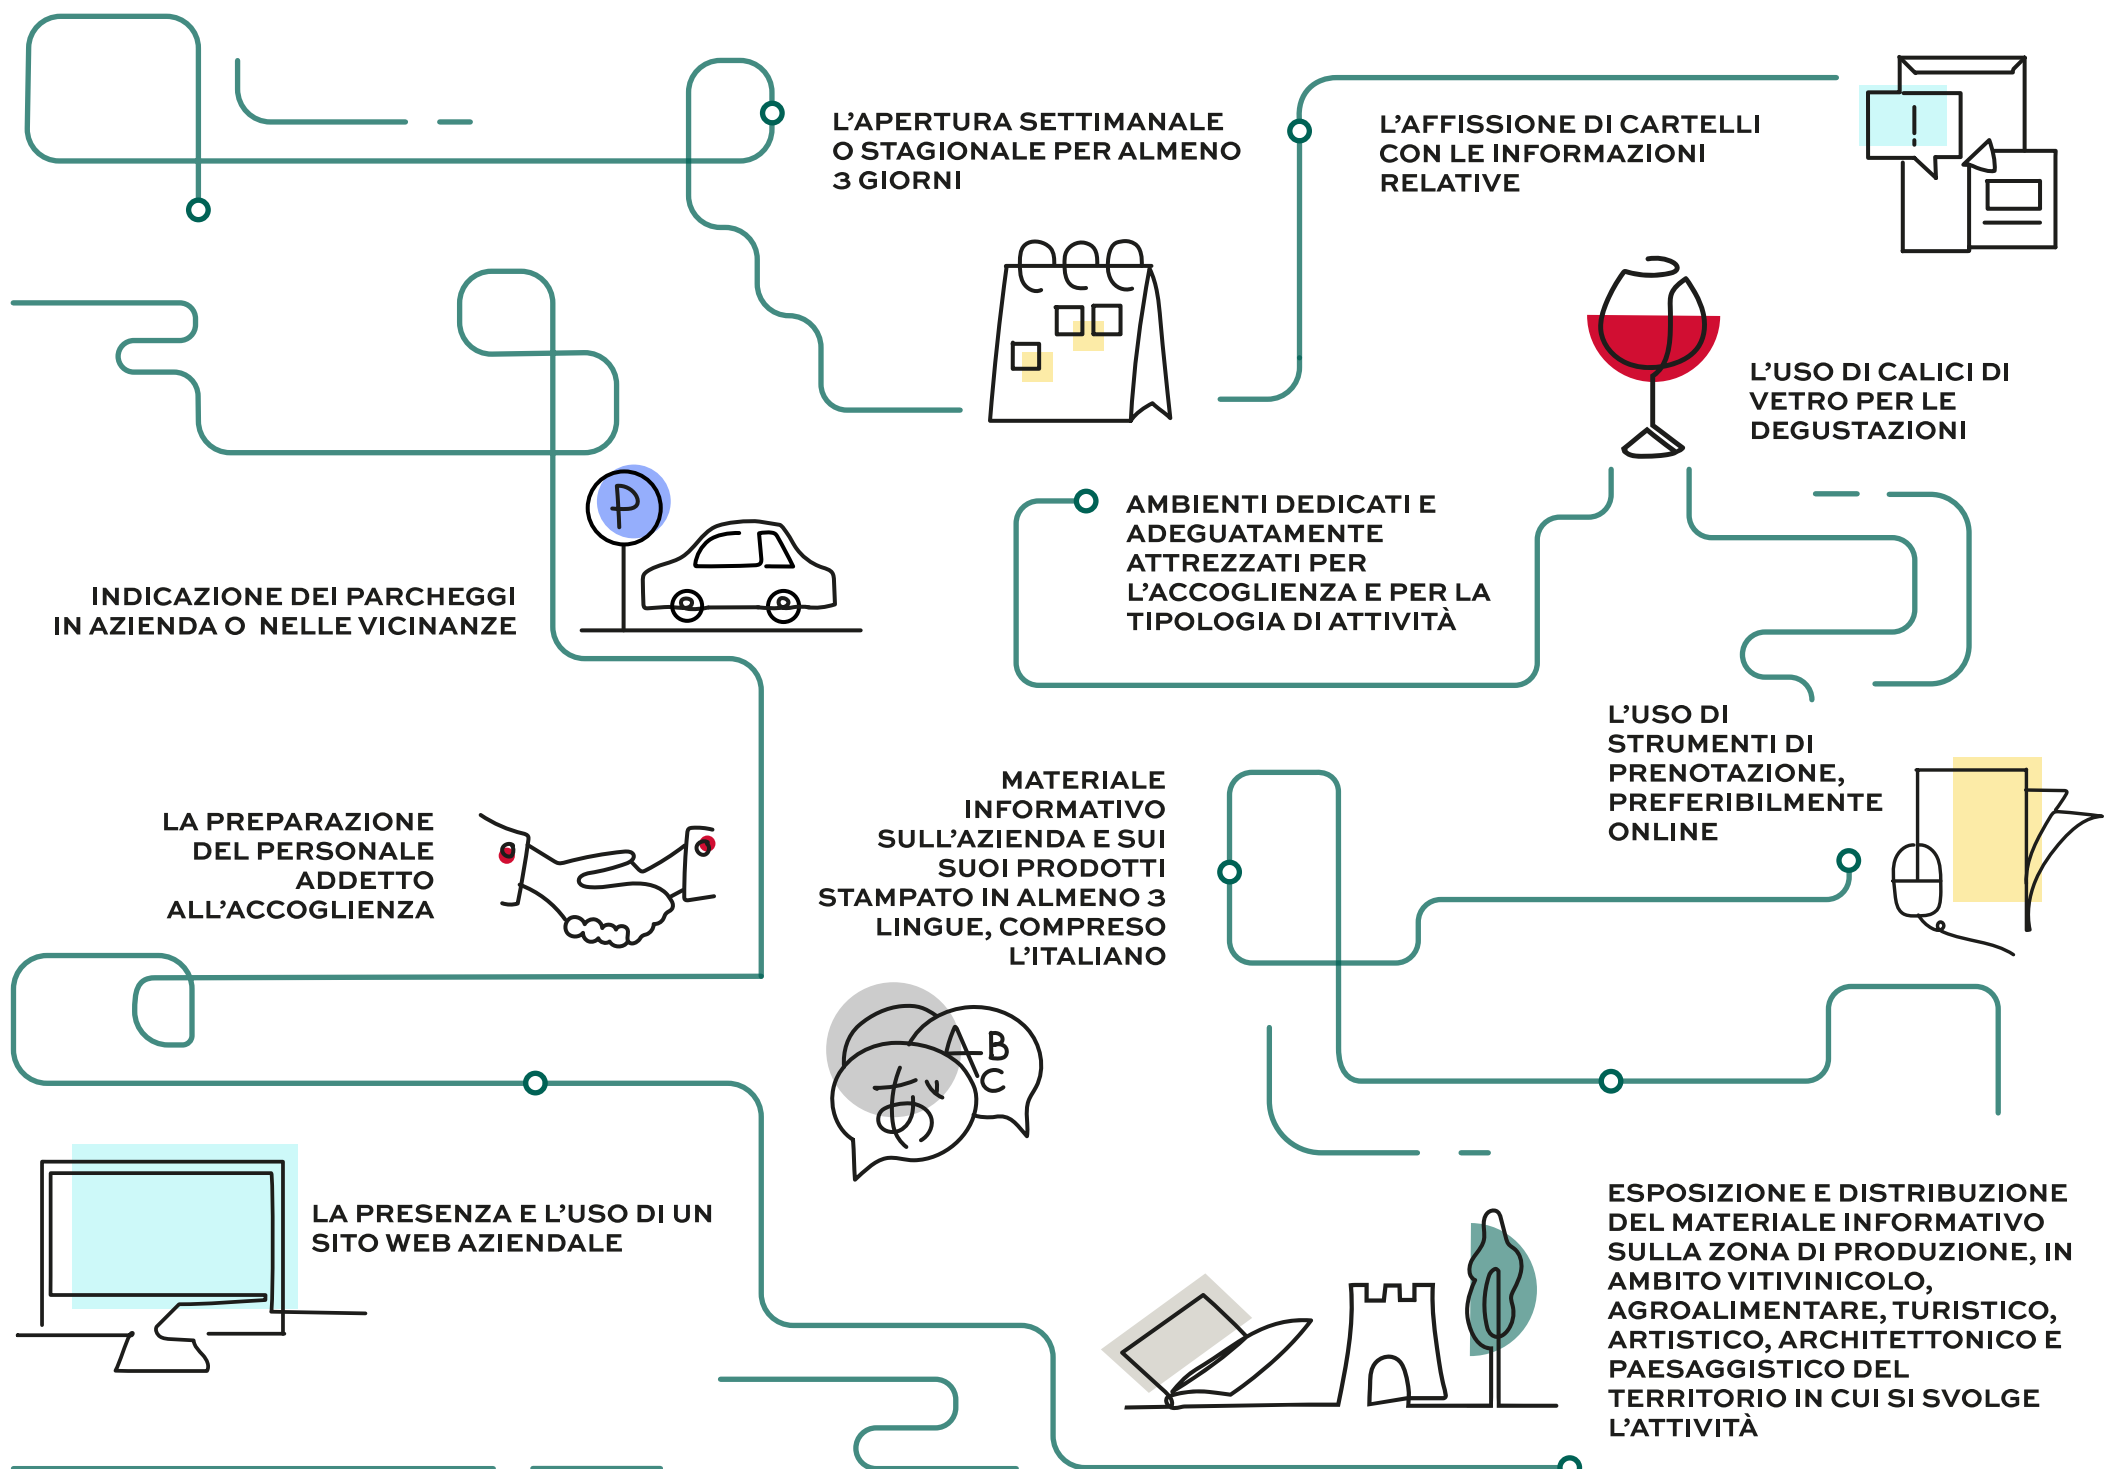 L'APERTURA SETTIMANALE
O STAGIONALE PER ALMENO
3 GIORNI
L'AFFISSIONE DI CARTELLI
CON LE INFORMAZIONI
RELATIVE
L'USO DI CALICI DI
VETRO PER LE
DEGUSTAZIONI
P
INDICAZIONE DEI PARCHEGGI
IN AZIENDA O NELLE VICINANZE
AMBIENTI DEDICATI E
ADEGUATAMENTE
ATTREZZATI PER
L'ACCOGLIENZA E PER LA
TIPOLOGIA DI ATTIVITÀ
L'USO DI
STRUMENTI DI
PRENOTAZIONE,
PREFERIBILMENTE
ONLINE
LA PREPARAZIONE
DEL PERSONALE
ADDETTO
ALL'ACCOGLIENZA
MATERIALE
INFORMATIVO
SULL'AZIENDA E SUI
SUOI PRODOTTI
STAMPATO IN ALMENO 3
LINGUE, COMPRESO
L'ITALIANO
A B
C
あ
LA PRESENZA E L'USO DI UN
SITO WEB AZIENDALE
ESPOSIZIONE E DISTRIBUZIONE
DEL MATERIALE INFORMATIVO
SULLA ZONA DI PRODUZIONE, IN
AMBITO VITIVINICOLO,
AGROALIMENTARE, TURISTICO,
ARTISTICO, ARCHITETTONICO E
PAESAGGISTICO DEL
TERRITORIO IN CUI SI SVOLGE
L'ATTIVITÀ